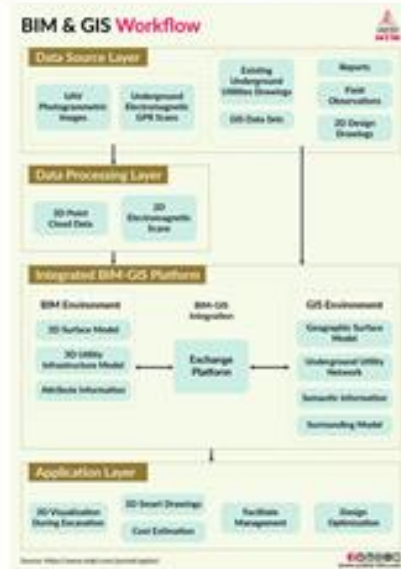 BIM & GIS Workflow
Data Source Layer
UAV
Photogrammetric
Images
Underground
Electromagnetic
GPR Scans
Existing
Underground
Utilities Drawings
GIS Data Sets
Reports
Field
Observations
2D Design
Drawings
Data Processing Layer
3D Point
Cloud Data
2D
Electromagnetic
Scans
Integrated BIM-GIS Platform
BIM Environment
3D Surface Model
3D Utility
Infrastructure Model
Attribute Information
BIM-GIS
Integration
Exchange
Platform
GIS Environment
Geographic Surface
Model
Underground Utility
Network
Semantic Information
Surrounding Model
Application Layer
3D Visualization
During Excavation
3D Smart Drawings
Cost Estimation
Facilities
Management
Design
Optimization